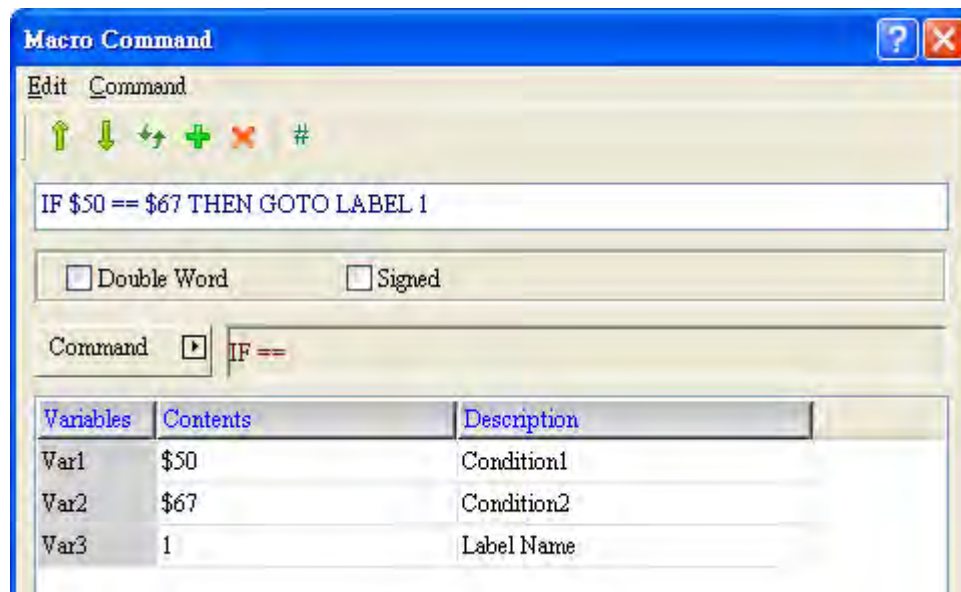 Macro Command
Edit Command
#
IF $50 == $67 THEN GOTO LABEL 1
Double Word Signed
Command IF ==
Variables Contents Description
Var1 $50 Condition1
Var2 $67 Condition2
Var3 1 Label Name